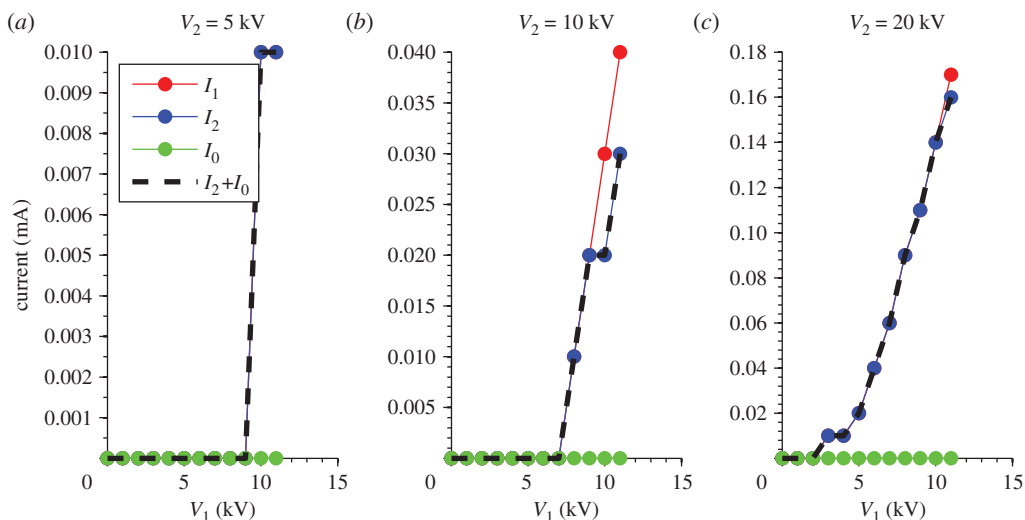 (a) V2 = 5 kV
(b) V2 = 10 kV
(c) V2 = 20 kV
current (mA)
0.010
0.009
0.008
0.007
0.006
0.005
0.004
0.003
0.002
0.001
0 5 10 15
V1 (kV)
I1
I2
I0
I2+I0
0.040
0.035
0.030
0.025
0.020
0.015
0.010
0.005
0 5 10 15
V1 (kV)
0.18
0.16
0.14
0.12
0.10
0.08
0.06
0.04
0.02
0 5 10 15
V1 (kV)